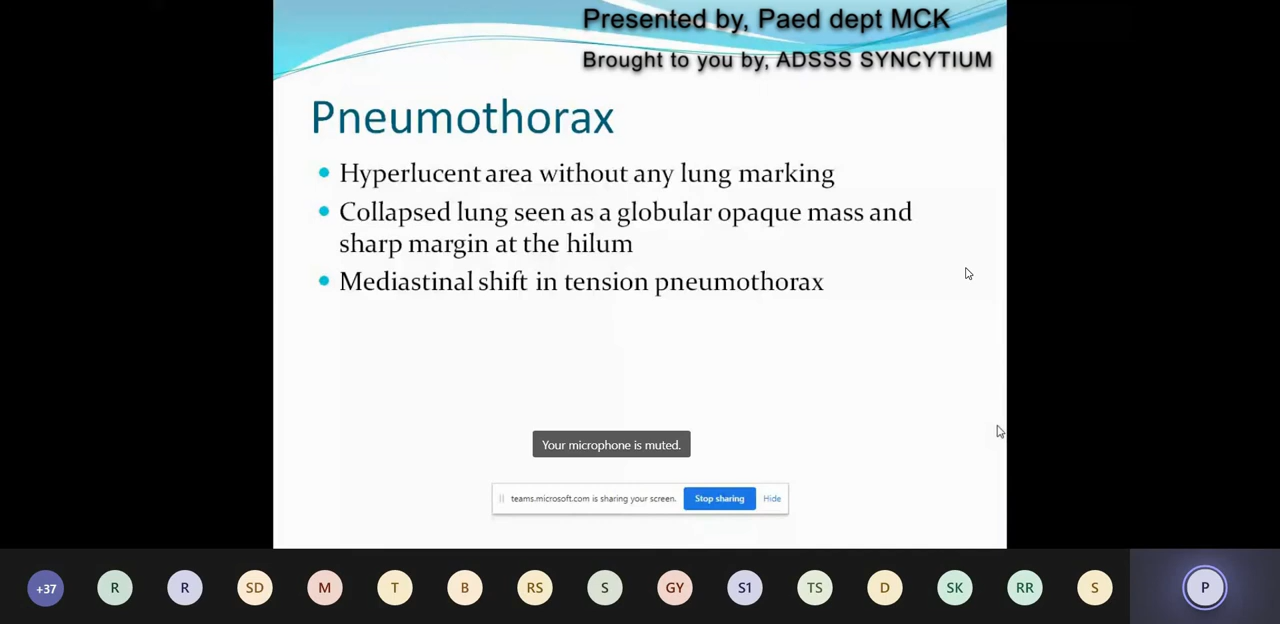 Presented by, Paed dept MCK
Brought to you by, ADSSS SYNCYTIUM
Pneumothorax
Hyperlucent area without any lung marking
Collapsed lung seen as a globular opaque mass and
sharp margin at the hilum
Mediastinal shift in tension pneumothorax
Your microphone is muted.
teams.microsoft.com is sharing your screen. Stop sharing Hide
+37 R R SD M T B RS S GY S1 TS D SK RR S P